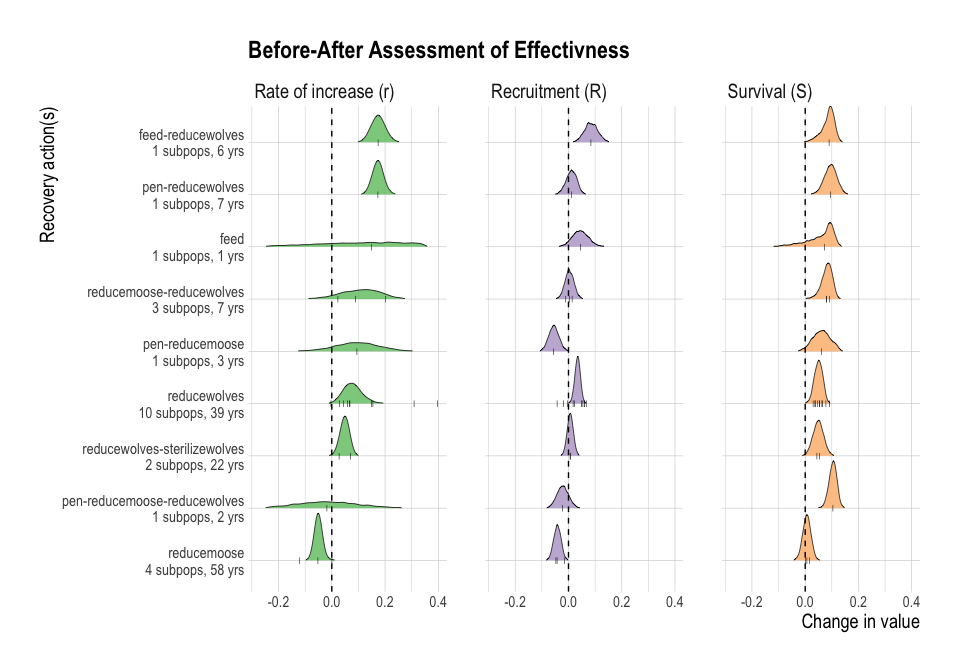 Before-After Assessment of Effectivness
Rate of increase (r)
Recruitment (R)
Survival (S)
Recovery action(s)
feed-reducewolves
1 subpops, 6 yrs
pen-reducewolves
1 subpops, 7 yrs
feed
1 subpops, 1 yrs
reducemoose-reducewolves
3 subpops, 7 yrs
pen-reducemoose
1 subpops, 3 yrs
reducewolves
10 subpops, 39 yrs
reducewolves-sterilizewolves
2 subpops, 22 yrs
pen-reducemoose-reducewolves
1 subpops, 2 yrs
reducemoose
4 subpops, 58 yrs
-0.2 0.0 0.2 0.4
-0.2 0.0 0.2 0.4
-0.2 0.0 0.2 0.4
Change in value